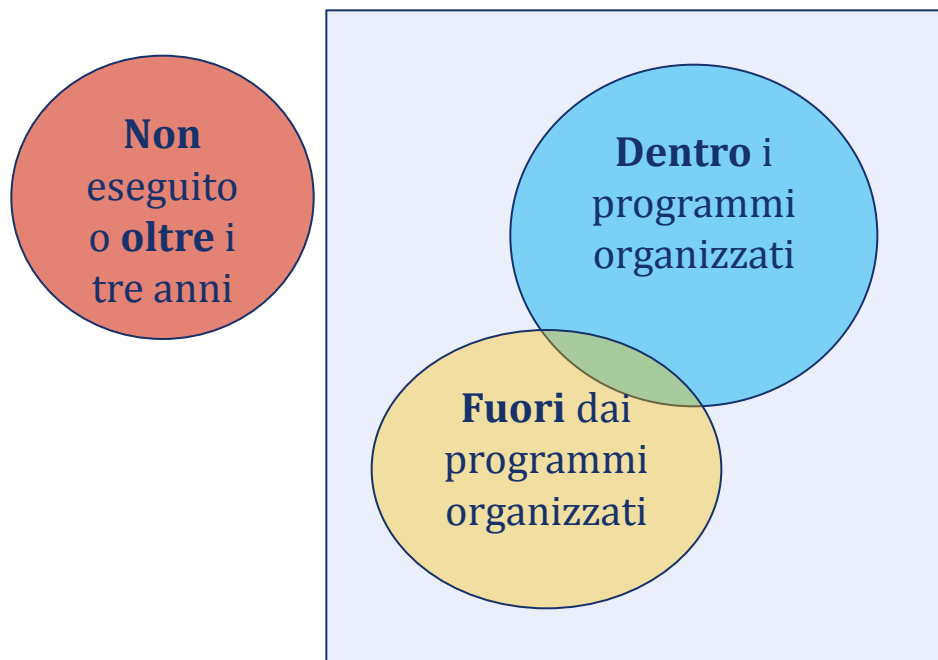 Non
eseguito
o oltre i
tre anni
Dentro i
programmi
organizzati
Fuori dai
programmi
organizzati